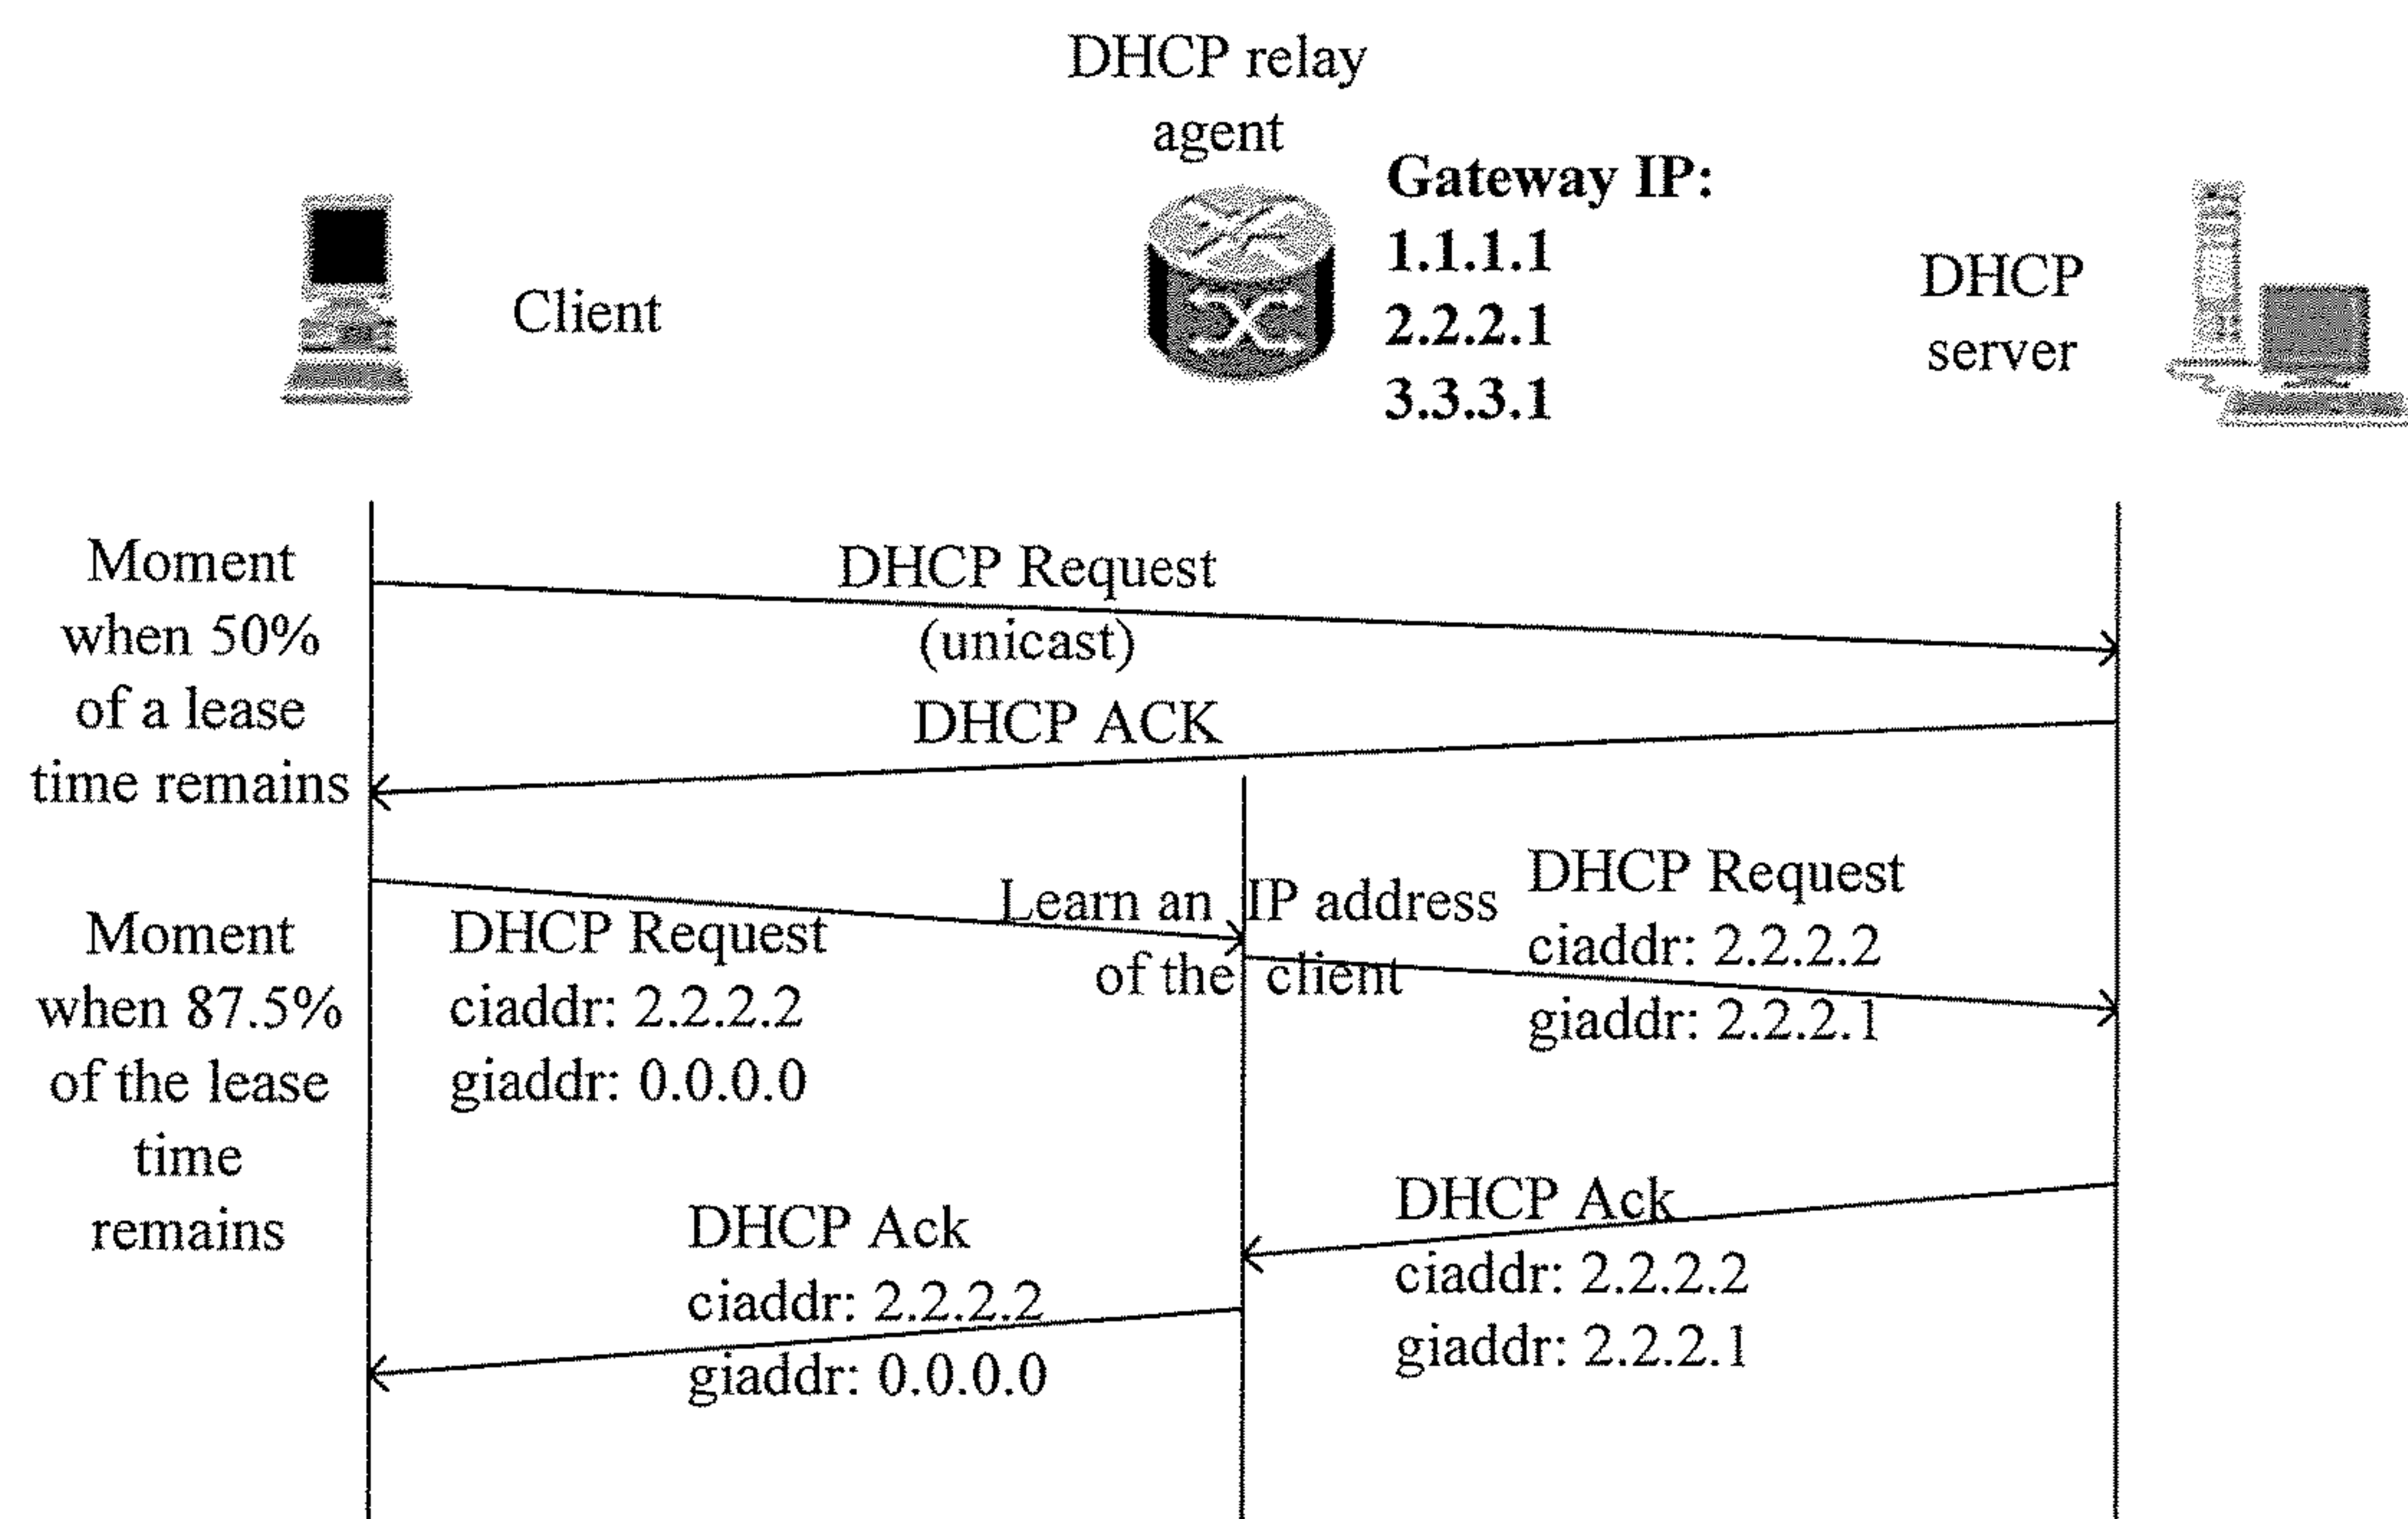 DHCP relay
agent
Gateway IP:
1.1.1.1
2.2.2.1
3.3.3.1
Client
DHCP
server
Moment
when 50%
of a lease
time remains
DHCP Request
(unicast)
DHCP ACK
Moment
when 87.5%
of the lease
time
remains
DHCP Request
ciaddr: 2.2.2.2
giaddr: 0.0.0.0
Learn an IP address
of the client
DHCP Request
ciaddr: 2.2.2.2
giaddr: 2.2.2.1
DHCP Ack
ciaddr: 2.2.2.2
giaddr: 2.2.2.1
DHCP Ack
ciaddr: 2.2.2.2
giaddr: 0.0.0.0